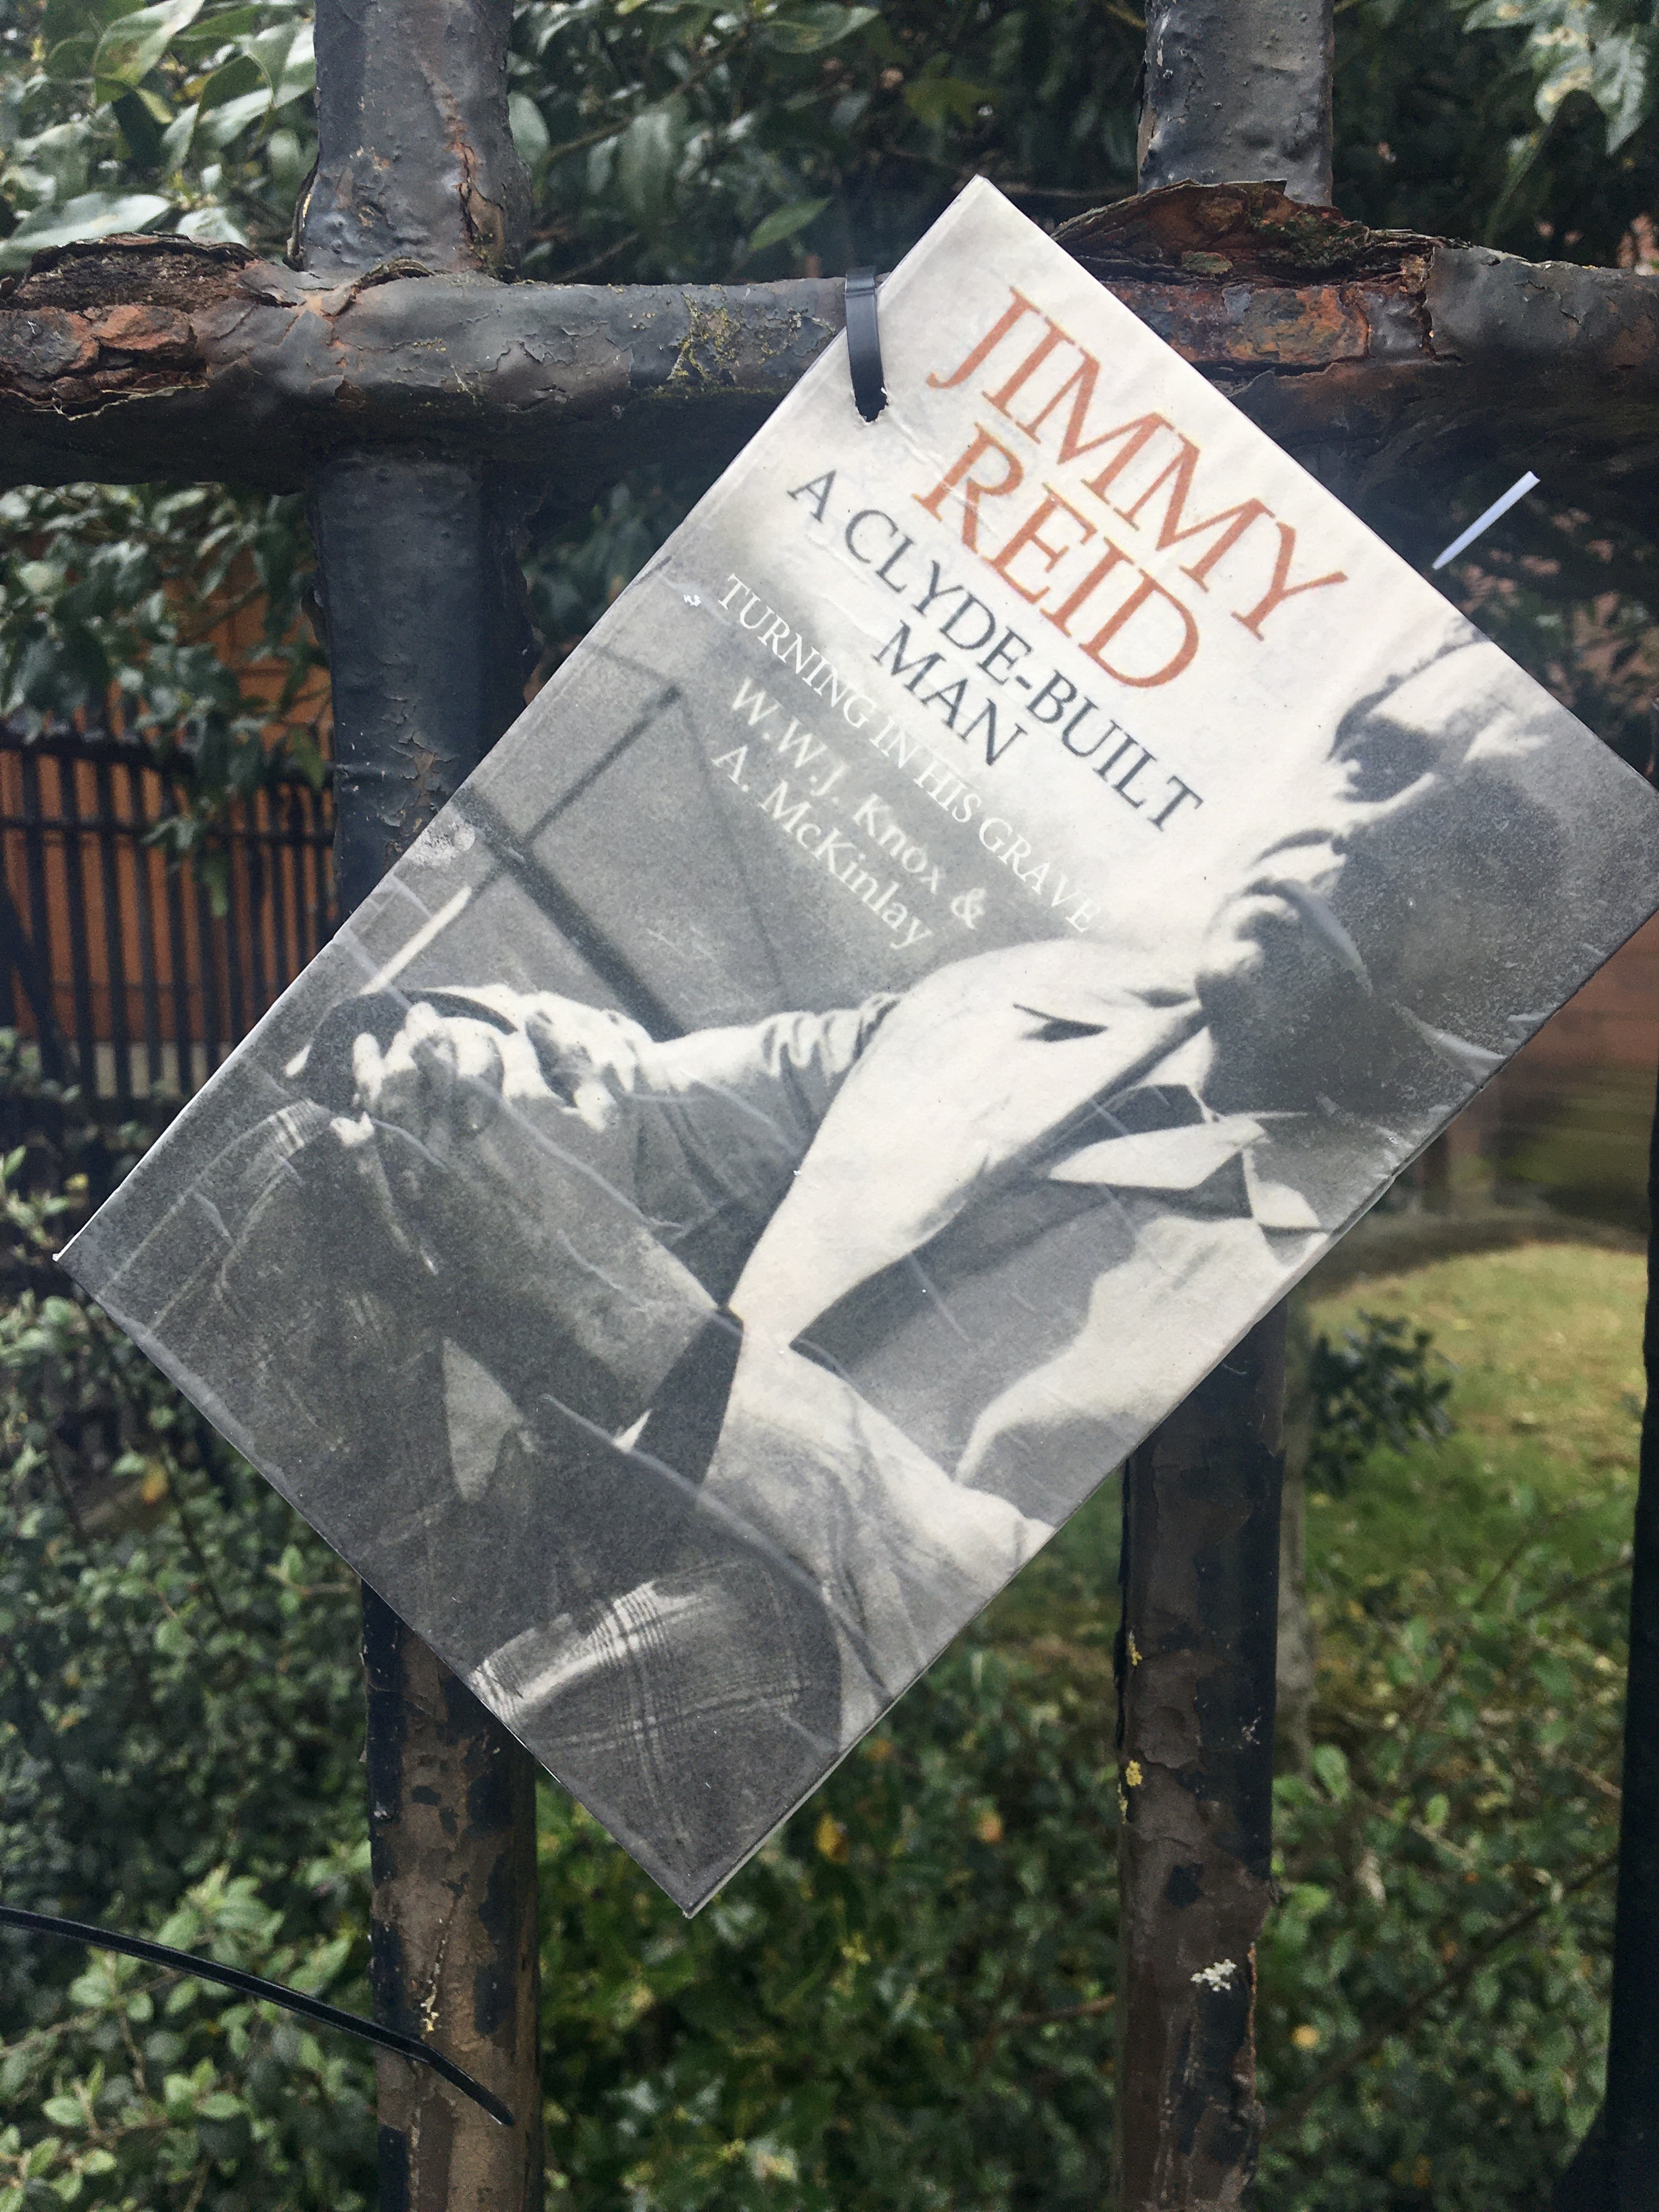 JIMMY
REID
A CLYDE-BUILT
MAN
TURNING IN HIS GRAVE
W.W.J. Knox &
A. McKinlay